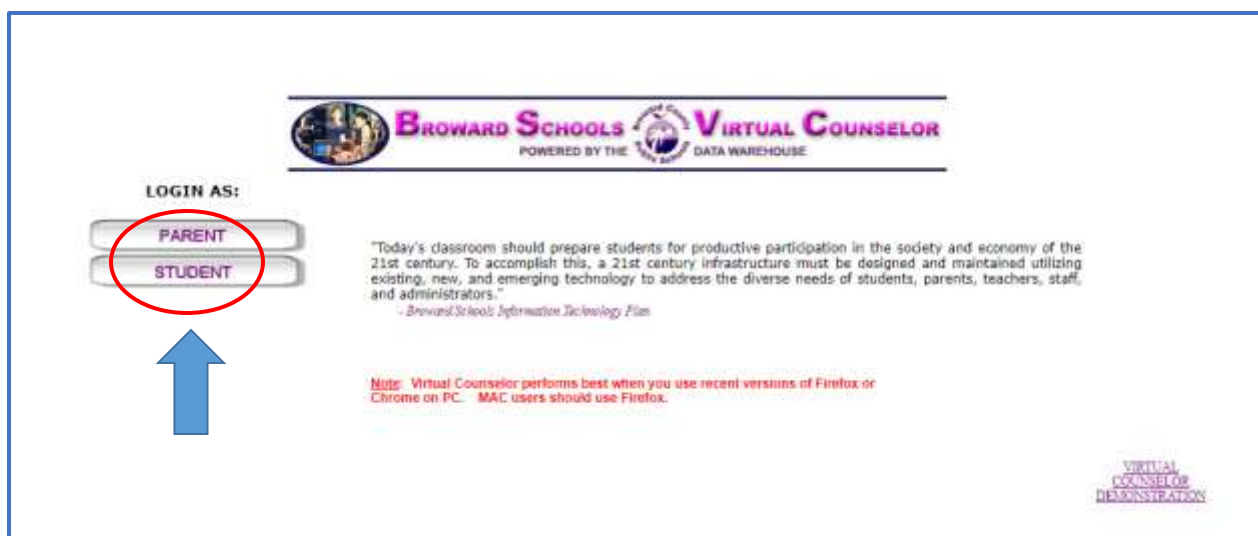 BROWARD SCHOOLS VIRTUAL COUNSELOR
POWERED BY THE DATA WAREHOUSE
LOGIN AS:
PARENT
STUDENT
"Today's classroom should prepare students for productive participation in the society and economy of the
21st century. To accomplish this, a 21st century infrastructure must be designed and maintained utilizing
existing, new, and emerging technology to address the diverse needs of students, parents, teachers, staff,
and administrators."
- Broward Schools Information Technology Plan
Note: Virtual Counselor performs best when you use recent versions of Firefox or
Chrome on PC. MAC users should use Firefox.
VIRTUAL
COUNSELOR
DEMONSTRATION